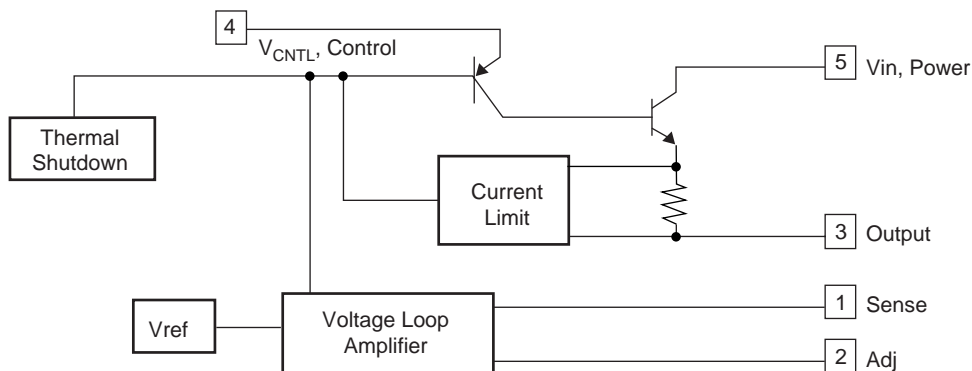 4
V_CNTL, Control
5 Vin, Power
Thermal
Shutdown
Current
Limit
3 Output
1 Sense
Vref
Voltage Loop
Amplifier
2 Adj